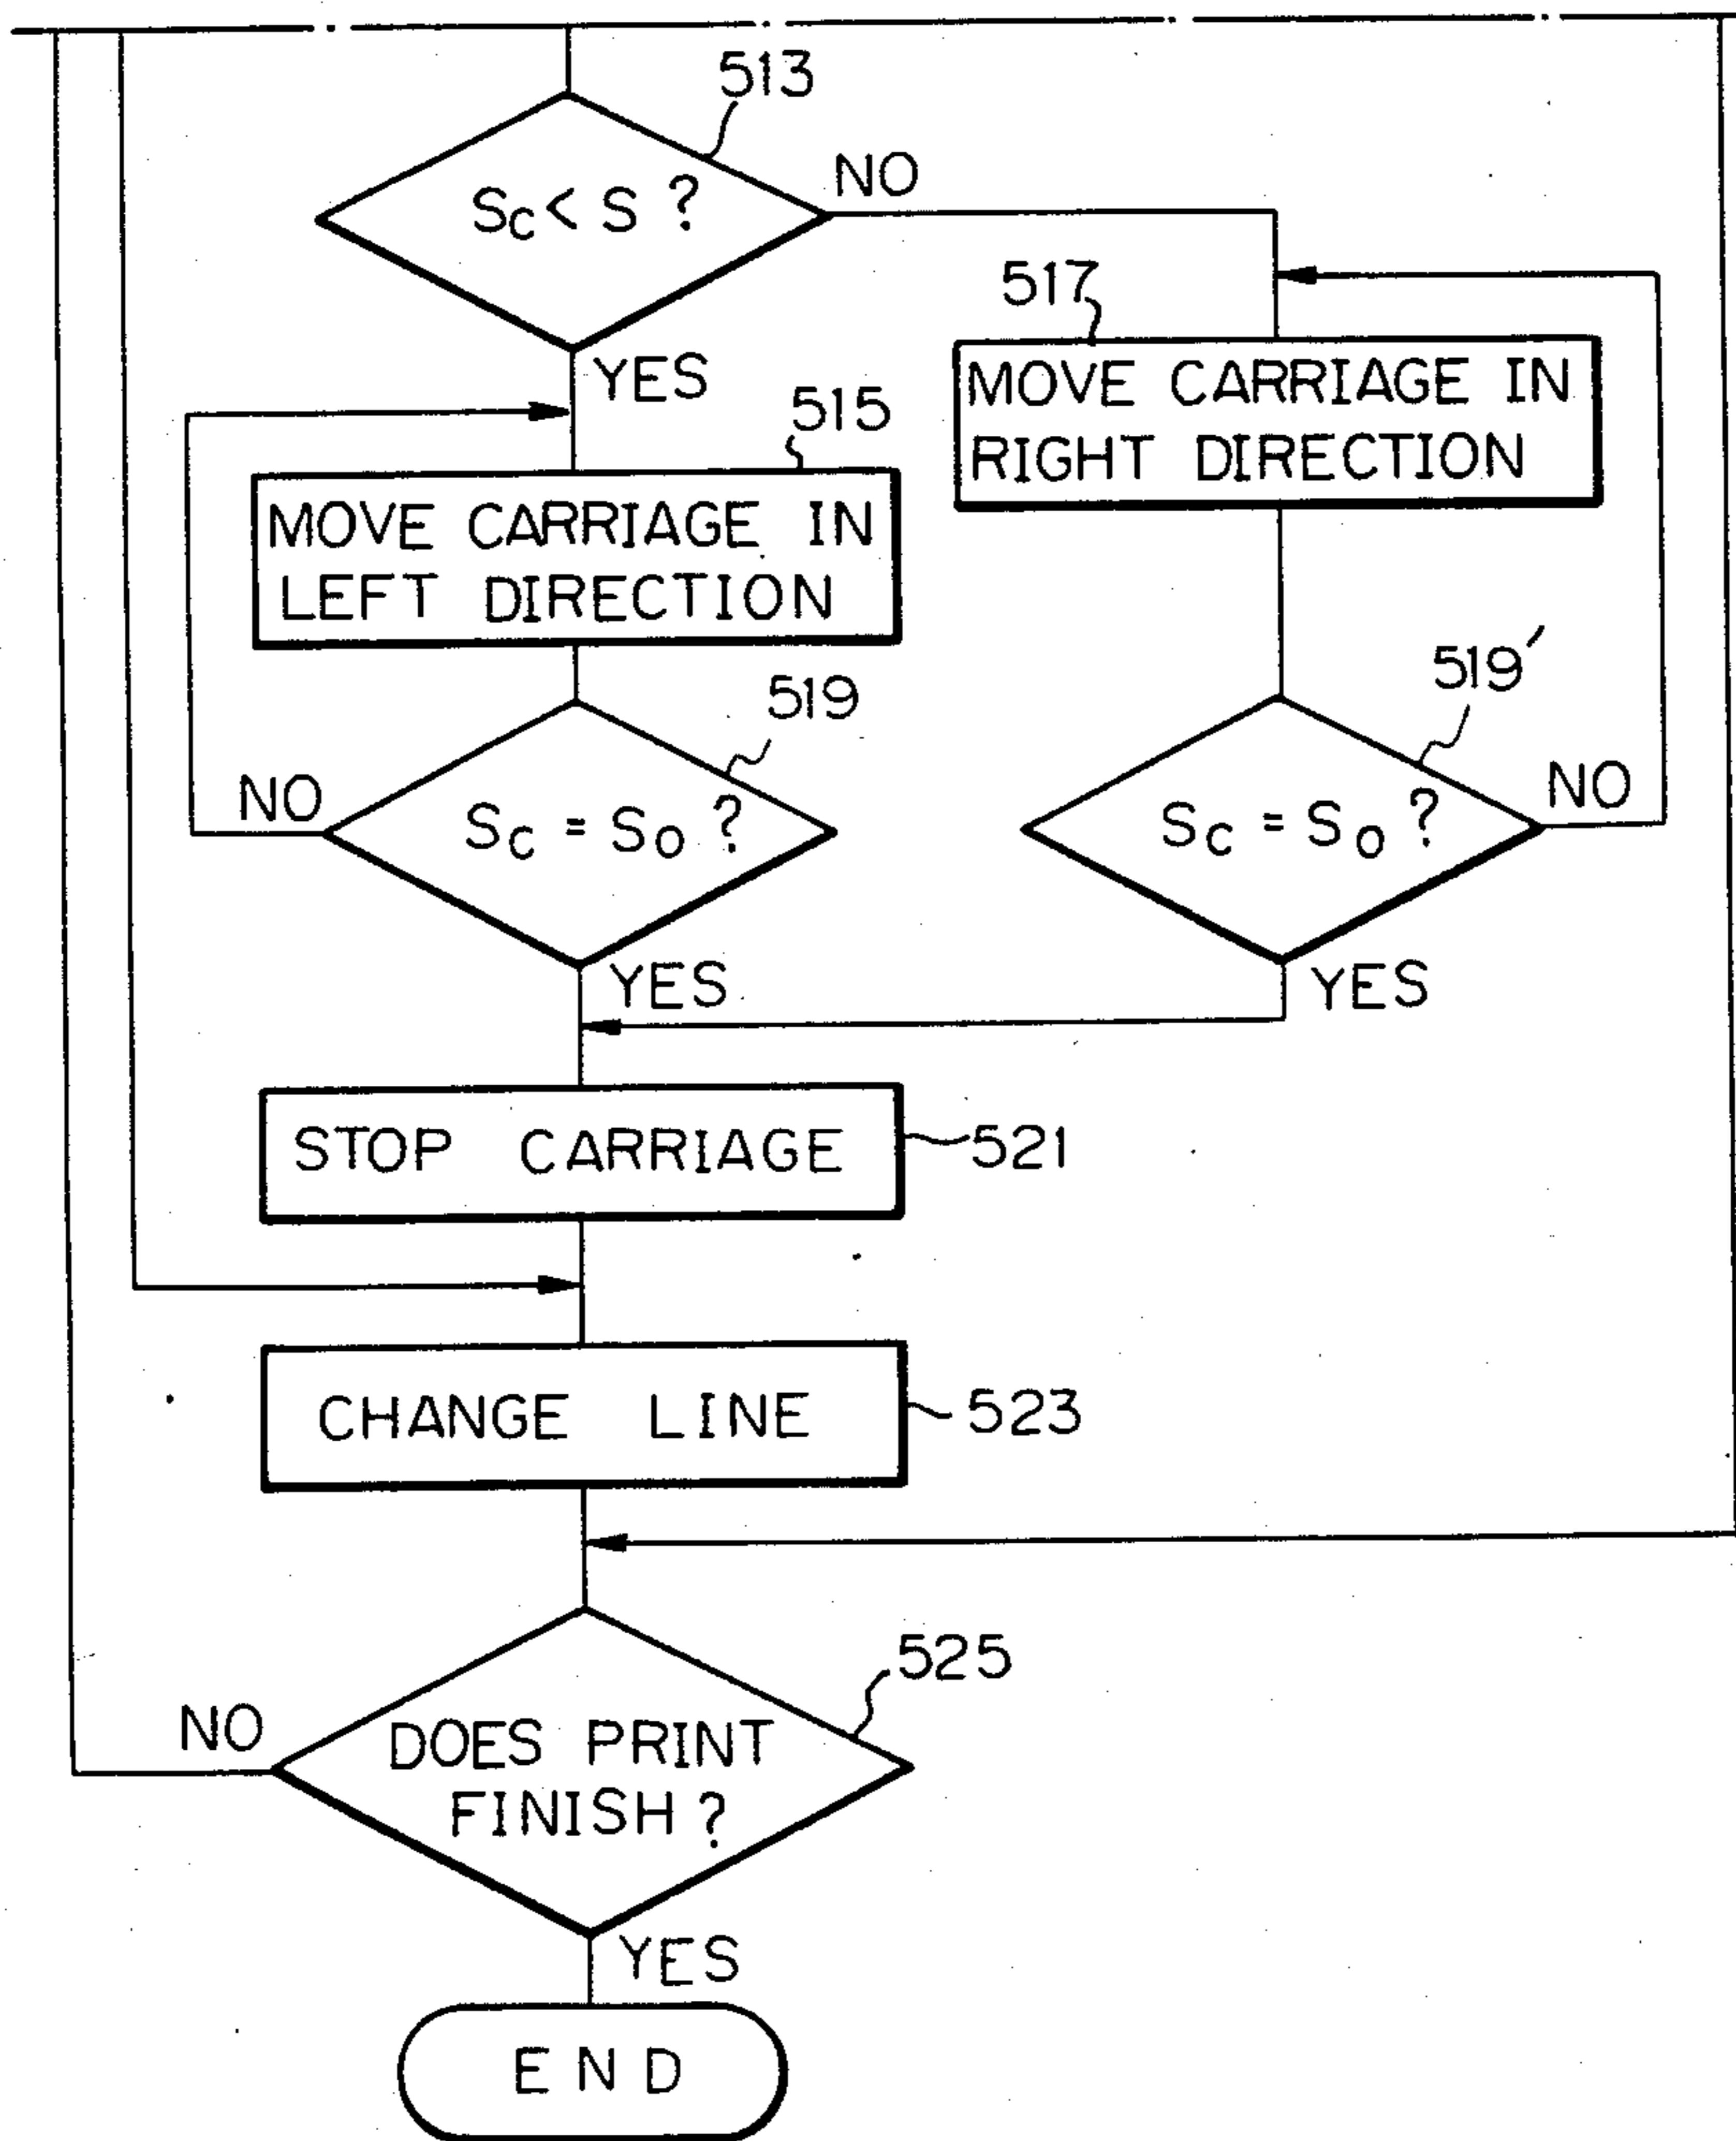 513
Sc < S ?
NO
YES
517
MOVE CARRIAGE IN
RIGHT DIRECTION
515
MOVE CARRIAGE IN
LEFT DIRECTION
519
Sc = So ?
NO
YES
519'
Sc = So ?
NO
YES
STOP CARRIAGE
521
CHANGE LINE
523
525
DOES PRINT
FINISH ?
NO
YES
END